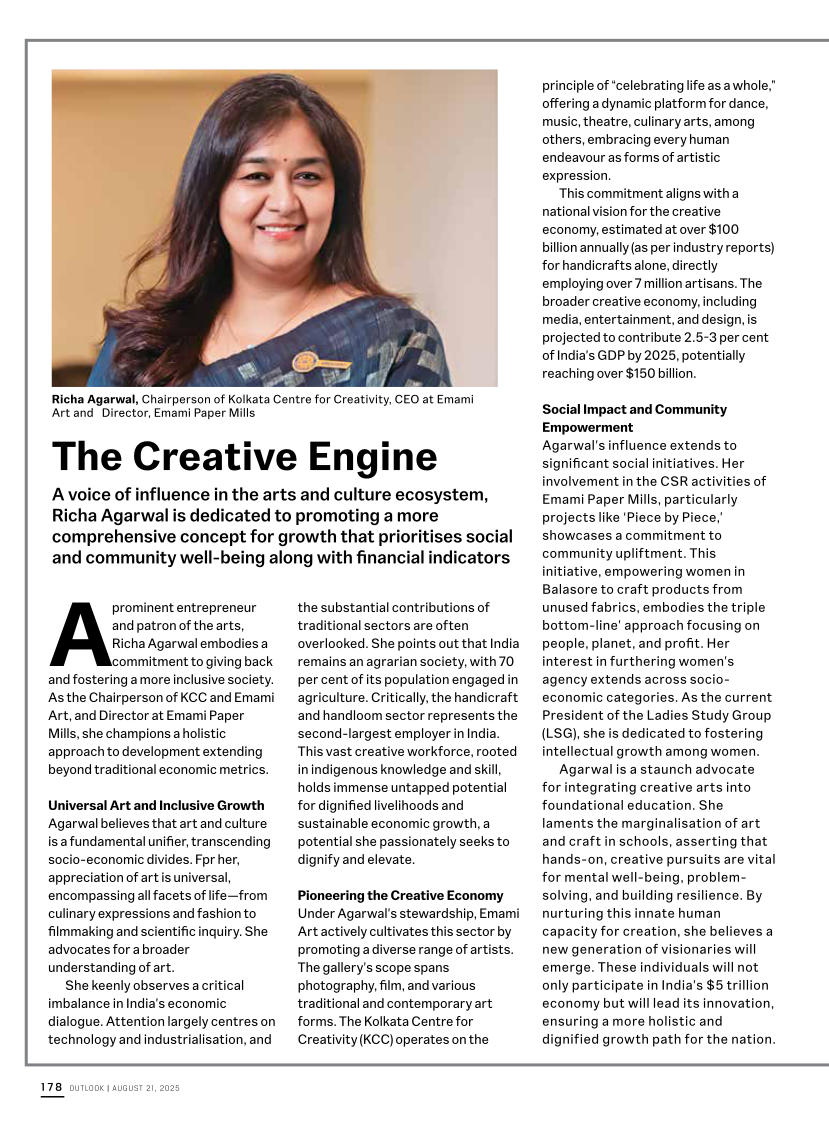 Richa Agarwal, Chairperson of Kolkata Centre for Creativity, CEO at Emami
Art and Director, Emami Paper Mills
The Creative Engine
A voice of influence in the arts and culture ecosystem,
Richa Agarwal is dedicated to promoting a more
comprehensive concept for growth that prioritises social
and community well-being along with financial indicators
A prominent entrepreneur
and patron of the arts,
Richa Agarwal embodies a
commitment to giving back
and fostering a more inclusive society.
As the Chairperson of KCC and Emami
Art, and Director at Emami Paper
Mills, she champions a holistic
approach to development extending
beyond traditional economic metrics.
Universal Art and Inclusive Growth
Agarwal believes that art and culture
is a fundamental unifier, transcending
socio-economic divides. Fpr her,
appreciation of art is universal,
encompassing all facets of life—from
culinary expressions and fashion to
filmmaking and scientific inquiry. She
advocates for a broader
understanding of art.
She keenly observes a critical
imbalance in India's economic
dialogue. Attention largely centres on
technology and industrialisation, and
the substantial contributions of
traditional sectors are often
overlooked. She points out that India
remains an agrarian society, with 70
per cent of its population engaged in
agriculture. Critically, the handicraft
and handloom sector represents the
second-largest employer in India.
This vast creative workforce, rooted
in indigenous knowledge and skill,
holds immense untapped potential
for dignified livelihoods and
sustainable economic growth, a
potential she passionately seeks to
dignify and elevate.
Pioneering the Creative Economy
Under Agarwal's stewardship, Emami
Art actively cultivates this sector by
promoting a diverse range of artists.
The gallery's scope spans
photography, film, and various
traditional and contemporary art
forms. The Kolkata Centre for
Creativity (KCC) operates on the
principle of “celebrating life as a whole,”
offering a dynamic platform for dance,
music, theatre, culinary arts, among
others, embracing every human
endeavour as forms of artistic
expression.
This commitment aligns with a
national vision for the creative
economy, estimated at over $100
billion annually (as per industry reports)
for handicrafts alone, directly
employing over 7 million artisans. The
broader creative economy, including
media, entertainment, and design, is
projected to contribute 2.5-3 per cent
of India's GDP by 2025, potentially
reaching over $150 billion.
Social Impact and Community
Empowerment
Agarwal's influence extends to
significant social initiatives. Her
involvement in the CSR activities of
Emami Paper Mills, particularly
projects like ‘Piece by Piece,’
showcases a commitment to
community upliftment. This
initiative, empowering women in
Balasore to craft products from
unused fabrics, embodies the triple
bottom-line' approach focusing on
people, planet, and profit. Her
interest in furthering women's
agency extends across socio-
economic categories. As the current
President of the Ladies Study Group
(LSG), she is dedicated to fostering
intellectual growth among women.
Agarwal is a staunch advocate
for integrating creative arts into
foundational education. She
laments the marginalisation of art
and craft in schools, asserting that
hands-on, creative pursuits are vital
for mental well-being, problem-
solving, and building resilience. By
nurturing this innate human
capacity for creation, she believes a
new generation of visionaries will
emerge. These individuals will not
only participate in India's $5 trillion
economy but will lead its innovation,
ensuring a more holistic and
dignified growth path for the nation.
178 OUTLOOK | AUGUST 21, 2025